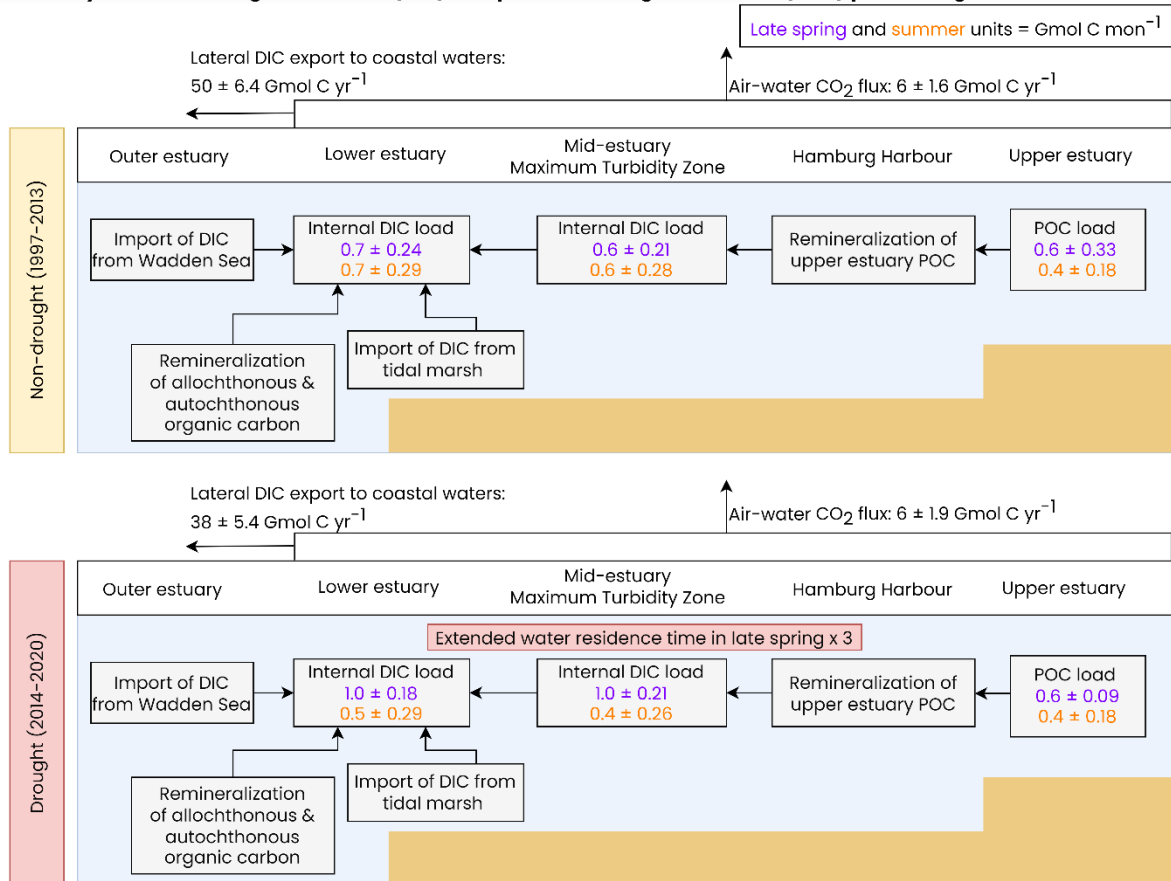 Late spring and summer units = Gmol C mon⁻¹
Lateral DIC export to coastal waters:
50 ± 6.4 Gmol C yr⁻¹
Air-water CO₂ flux: 6 ± 1.6 Gmol C yr⁻¹
Non-drought (1997-2013)
Outer estuary
Lower estuary
Mid-estuary
Maximum Turbidity Zone
Hamburg Harbour
Upper estuary
Import of DIC
from Wadden Sea
Internal DIC load
0.7 ± 0.24
0.7 ± 0.29
Internal DIC load
0.6 ± 0.21
0.6 ± 0.28
Remineralization of
upper estuary POC
POC load
0.6 ± 0.33
0.4 ± 0.18
Remineralization
of allochthonous &
autochthonous
organic carbon
Import of DIC from
tidal marsh
Lateral DIC export to coastal waters:
38 ± 5.4 Gmol C yr⁻¹
Air-water CO₂ flux: 6 ± 1.9 Gmol C yr⁻¹
Drought (2014-2020)
Outer estuary
Lower estuary
Mid-estuary
Maximum Turbidity Zone
Hamburg Harbour
Upper estuary
Extended water residence time in late spring x 3
Import of DIC
from Wadden Sea
Internal DIC load
1.0 ± 0.18
0.5 ± 0.29
Internal DIC load
1.0 ± 0.21
0.4 ± 0.26
Remineralization of
upper estuary POC
POC load
0.6 ± 0.09
0.4 ± 0.18
Remineralization
of allochthonous &
autochthonous
organic carbon
Import of DIC from
tidal marsh